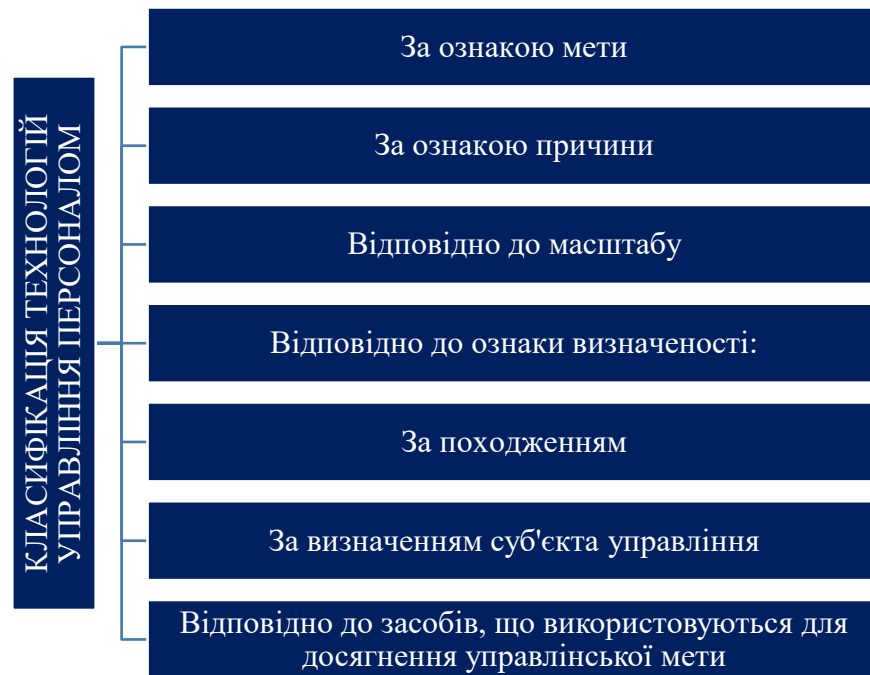 КЛАСИФІКАЦІЯ ТЕХНОЛОГІЙ
УПРАВЛІННЯ ПЕРСОНАЛОМ
За ознакою мети
За ознакою причини
Відповідно до масштабу
Відповідно до ознаки визначеності:
За походженням
За визначенням суб'єкта управління
Відповідно до засобів, що використовуються для
досягнення управлінської мети